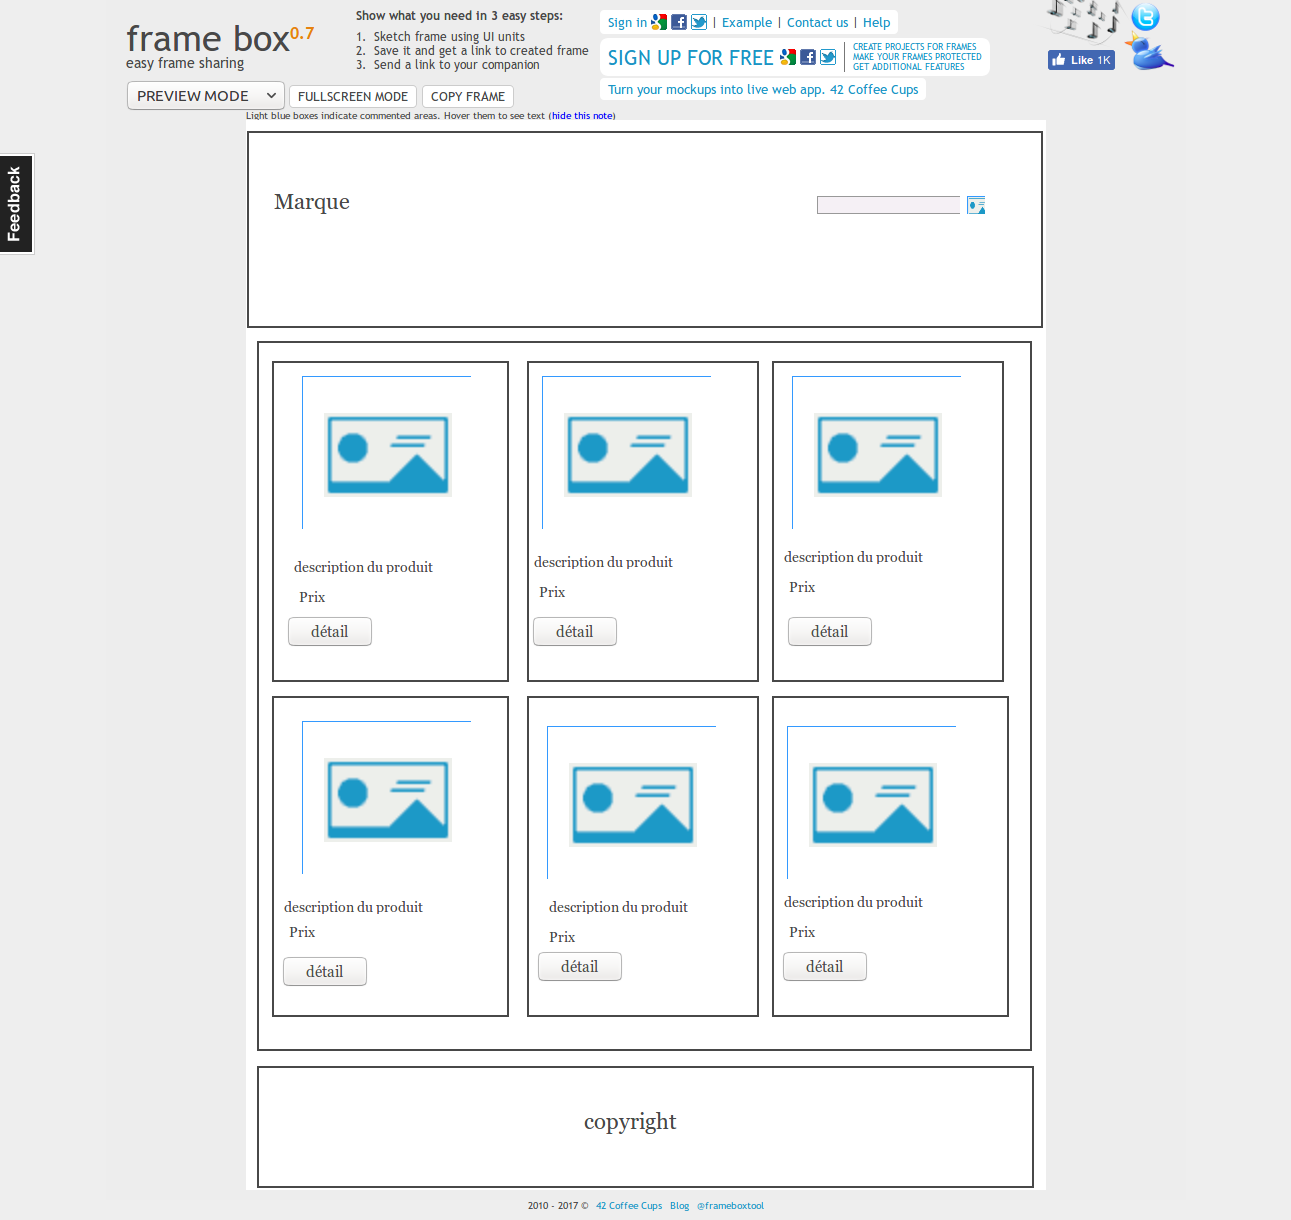 frame box0.7
easy frame sharing
Show what you need in 3 easy steps:
1. Sketch frame using UI units
2. Save it and get a link to created frame
3. Send a link to your companion
Sign in | Example | Contact us | Help
SIGN UP FOR FREE
CREATE PROJECTS FOR FRAMES
MAKE YOUR FRAMES PROTECTED
GET ADDITIONAL FEATURES
Turn your mockups into live web app. 42 Coffee Cups
Like 1K
PREVIEW MODE
FULLSCREEN MODE
COPY FRAME
Light blue boxes indicate commented areas. Hover them to see text (hide this note)
Feedback
Marque
description du produit
Prix
détail
description du produit
Prix
détail
description du produit
Prix
détail
description du produit
Prix
détail
description du produit
Prix
détail
description du produit
Prix
détail
copyright
2010 - 2017 © 42 Coffee Cups Blog @frameboxtool